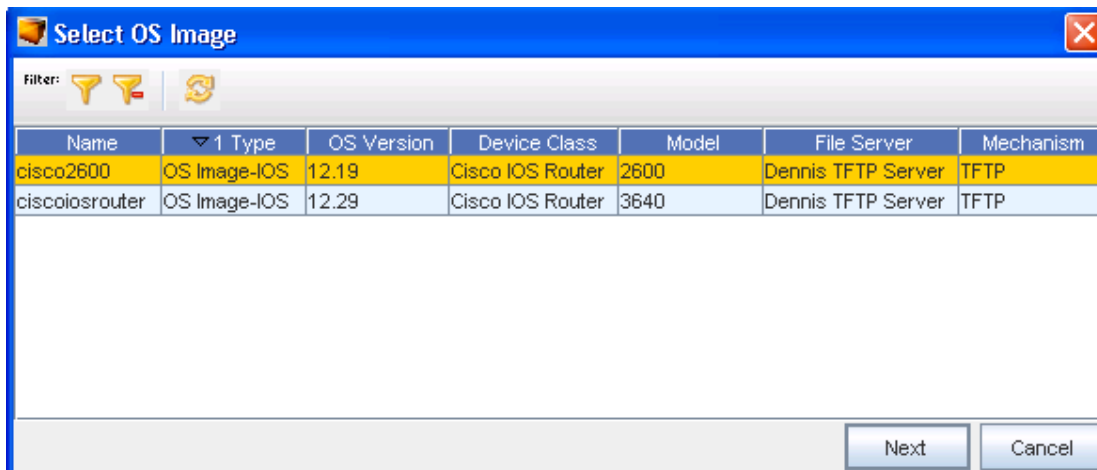 Select OS Image
Filter:
Name 1 Type OS Version Device Class Model File Server Mechanism
cisco2600 OS Image-IOS 12.19 Cisco IOS Router 2600 Dennis TFTP Server TFTP
ciscoiosrouter OS Image-IOS 12.29 Cisco IOS Router 3640 Dennis TFTP Server TFTP
Next Cancel